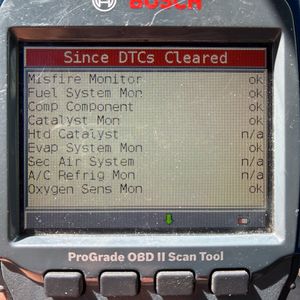 BOSCH
Since DTCs Cleared
Misfire Monitor ok
Fuel System Mon ok
Comp Component ok
Catalyst Mon ok
Htd Catalyst n/a
Evap System Mon ok
Sec Air System n/a
A/C Refrig Mon n/a
Oxygen Sens Mon ok
ProGrade OBD II Scan Tool